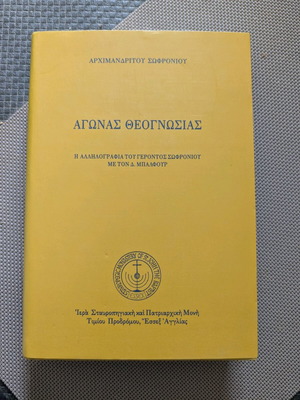 ΑΡΧΙΜΑΝΔΡΙΤΟΥ ΣΩΦΡΟΝΙΟΥ
ΑΓΩΝΑΣ ΘΕΟΓΝΩΣΙΑΣ
Η ΑΛΛΗΛΟΓΡΑΦΙΑ ΤΟΥ ΓΕΡΟΝΤΟΣ ΣΩΦΡΟΝΙΟΥ
ΜΕ ΤΟΝ Δ. ΜΠΑΛΦΟΥΡ
Ἱερὰ Σταυροπηγιακὴ καὶ Πατριαρχικὴ Μονὴ
Τιμίου Προδρόμου, Ἔσσεξ Ἀγγλίας